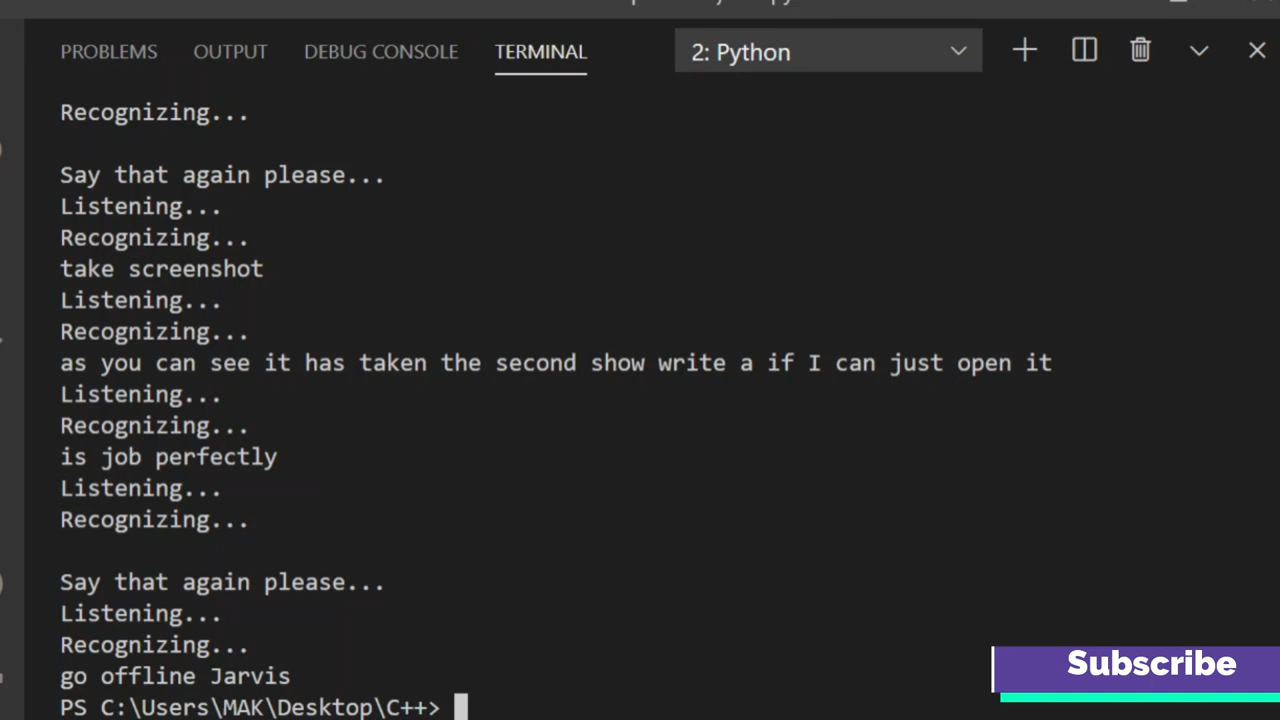 PROBLEMS OUTPUT DEBUG CONSOLE TERMINAL 2: Python
Recognizing...
Say that again please...
Listening...
Recognizing...
take screenshot
Listening...
Recognizing...
as you can see it has taken the second show write a if I can just open it
Listening...
Recognizing...
is job perfectly
Listening...
Recognizing...
Say that again please...
Listening...
Recognizing...
go offline Jarvis
PS C:\Users\MAK\Desktop\C++>
Subscribe